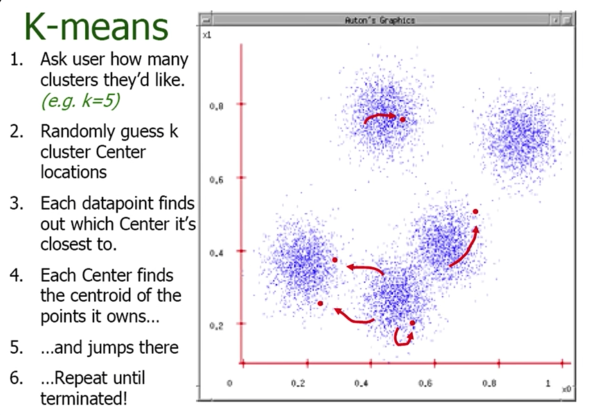 K-means
1. Ask user how many
clusters they'd like.
(e.g. k=5)
2. Randomly guess k
cluster Center
locations
3. Each datapoint finds
out which Center it's
closest to.
4. Each Center finds
the centroid of the
points it owns...
5. ...and jumps there
6. ...Repeat until
terminated!
Auton's Graphics
x1
0.8
0.6
0.4
0.2
0 0.2 0.4 0.6 0.8 1 x0